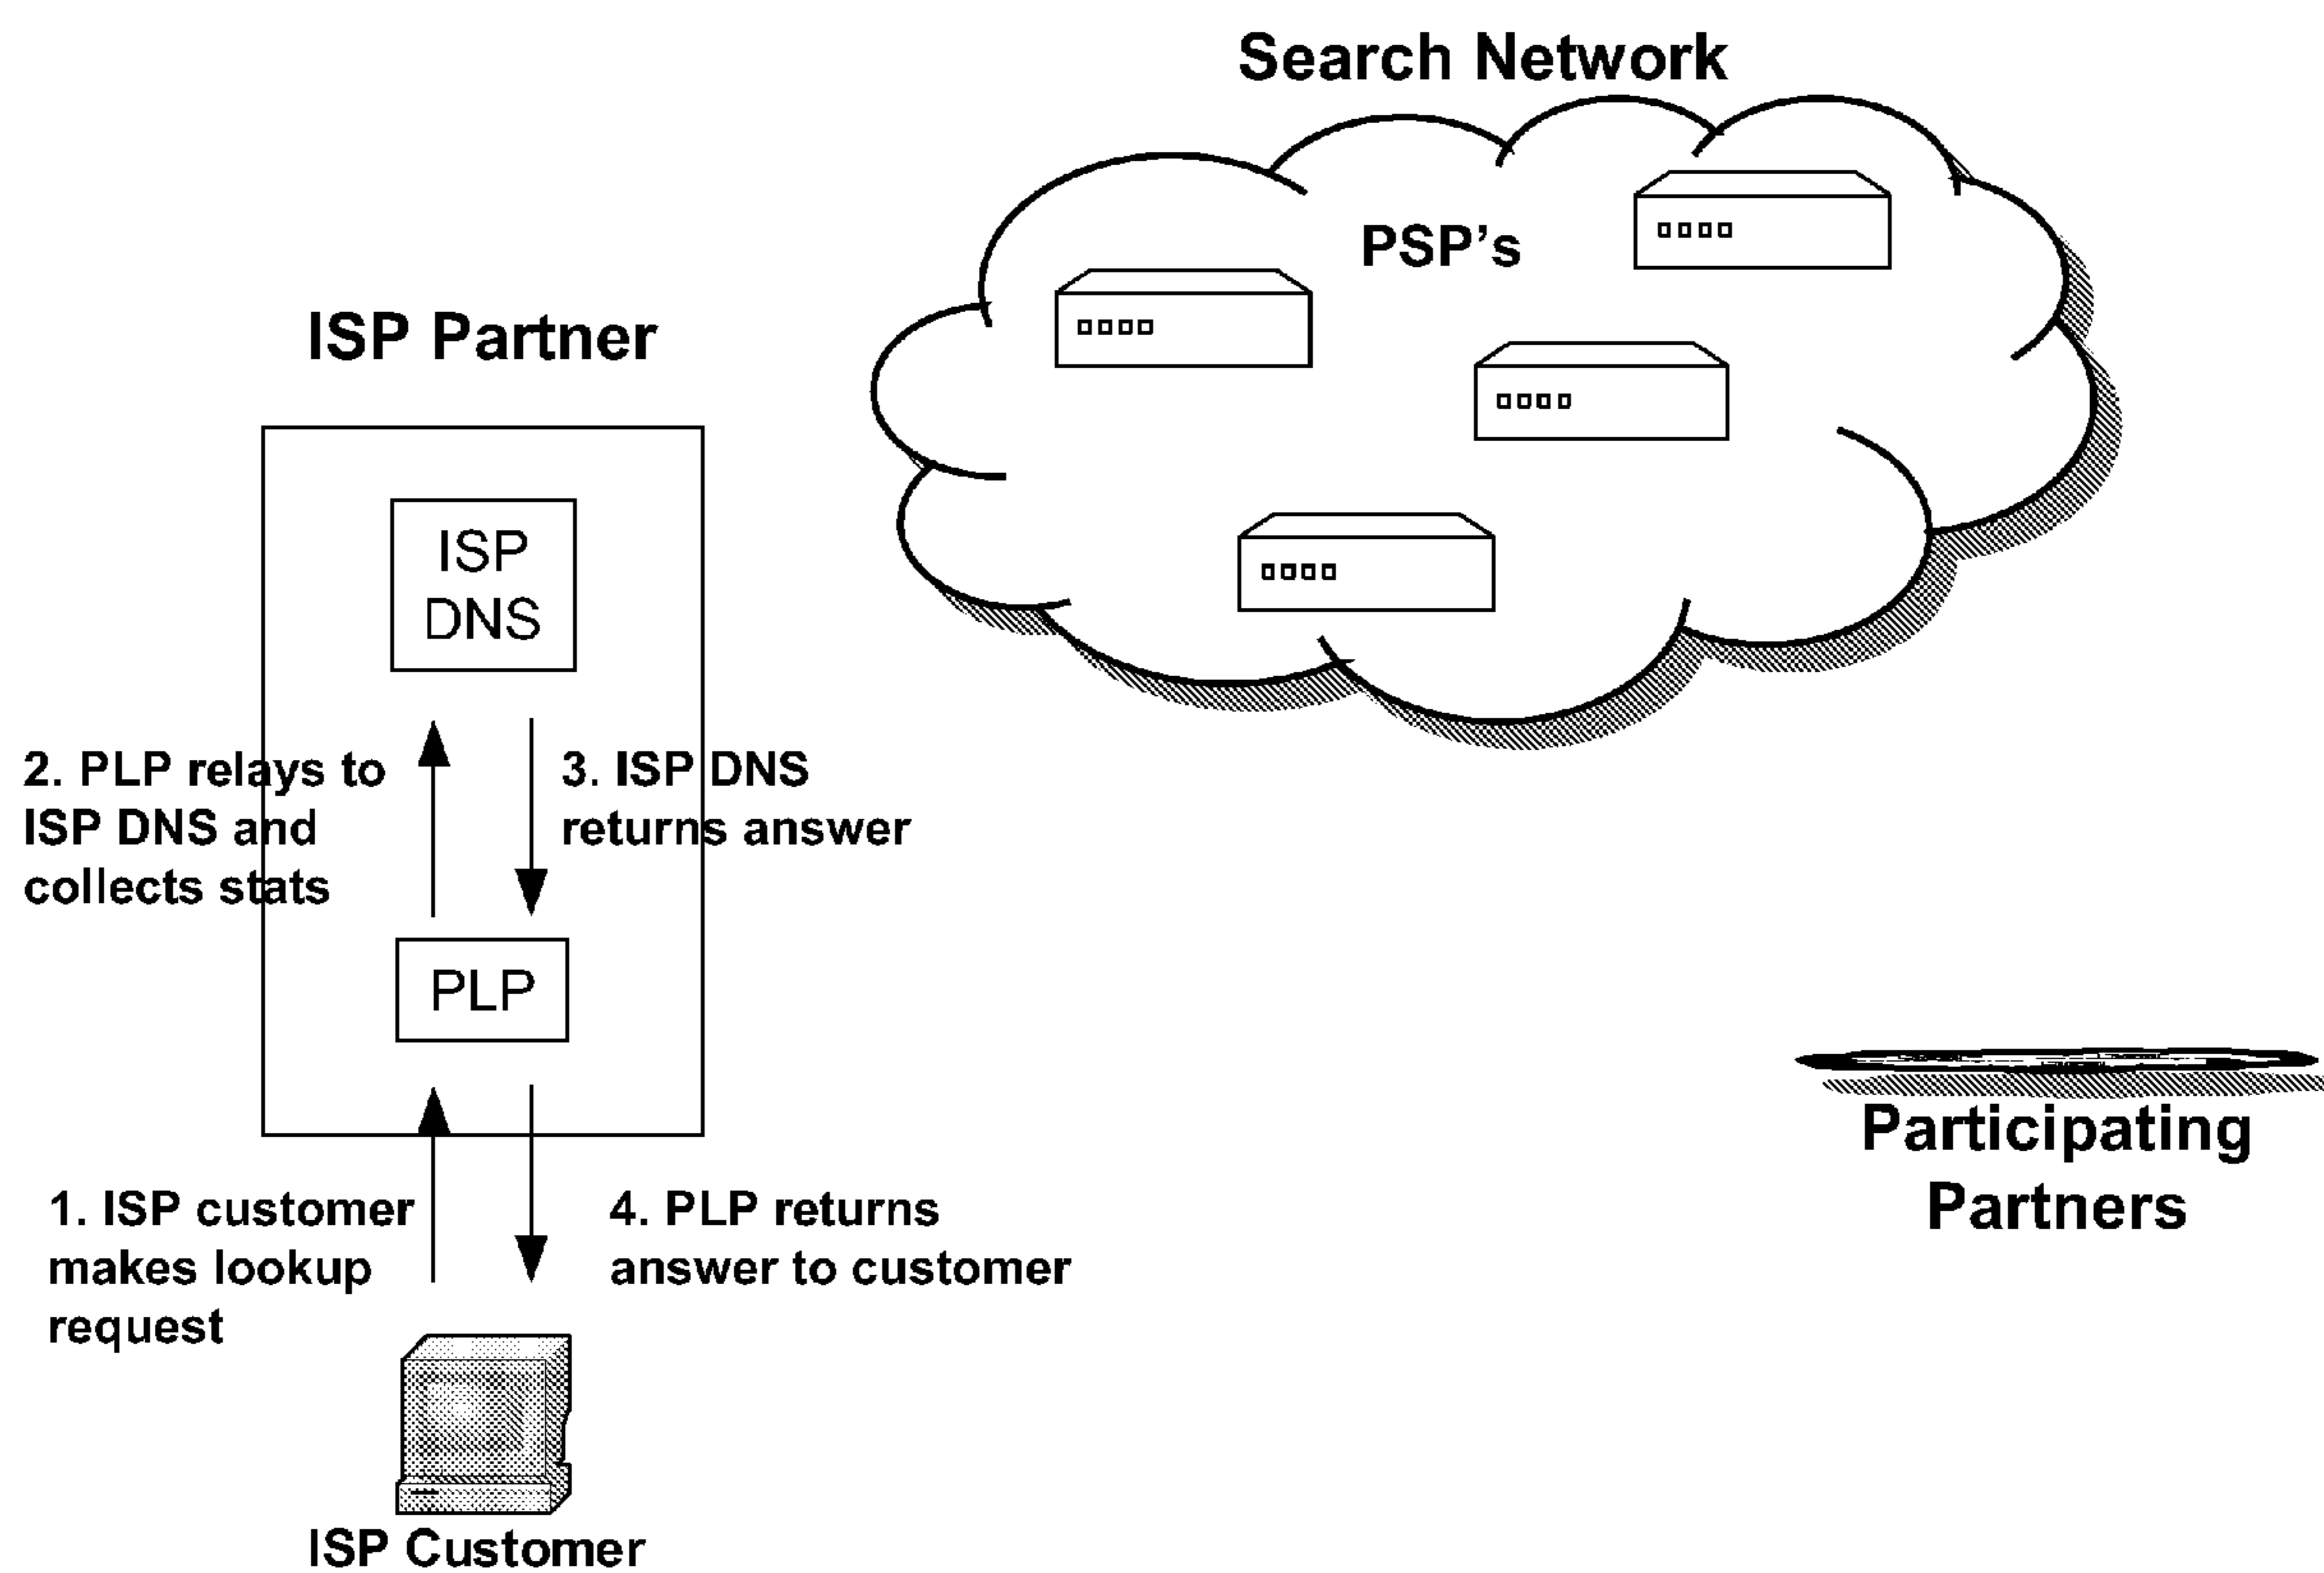 Search Network
PSP's
ISP Partner
ISP
DNS
2. PLP relays to
ISP DNS and
collects stats
3. ISP DNS
returns answer
PLP
1. ISP customer
makes lookup
request
4. PLP returns
answer to customer
Participating
Partners
ISP Customer